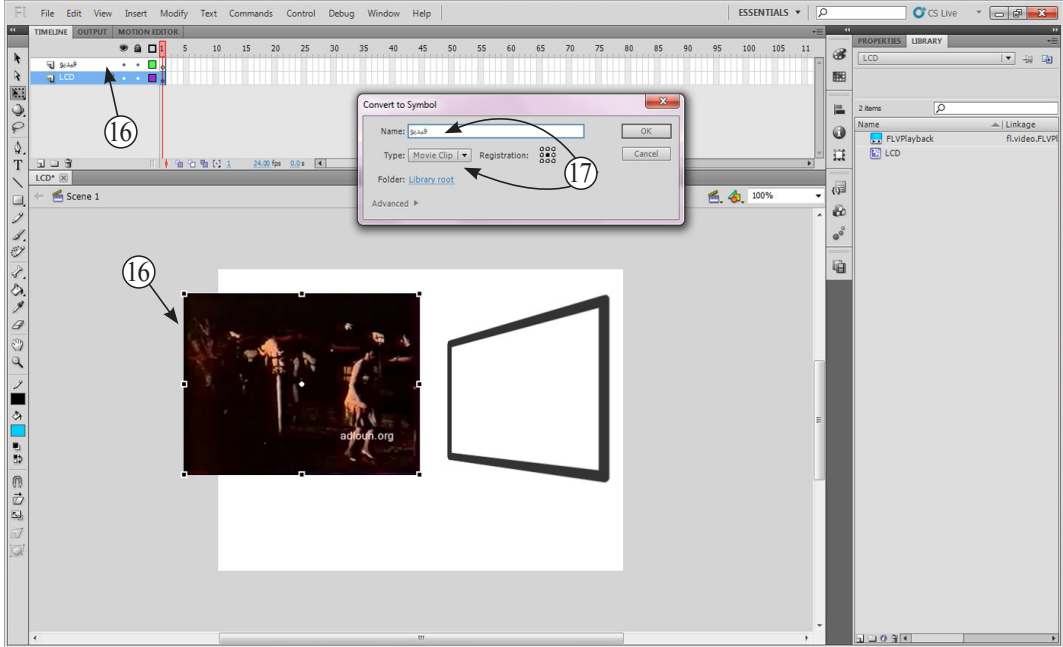 Fl File Edit View Insert Modify Text Commands Control Debug Window Help ESSENTIALS CS Live
TIMELINE OUTPUT MOTION EDITOR
1 5 10 15 20 25 30 35 40 45 50 55 60 65 70 75 80 85 90 95 100 105 11
فيديو
LCD
16
1 24.00 fps 0.0 s
LCD*
Scene 1
100%
Convert to Symbol
Name: فيديو OK
Type: Movie Clip Registration: Cancel
17
Folder: Library root
Advanced
16
adloun.org
PROPERTIES LIBRARY
LCD
2 items
Name Linkage
FLVPlayback fl.video.FLVPl
LCD